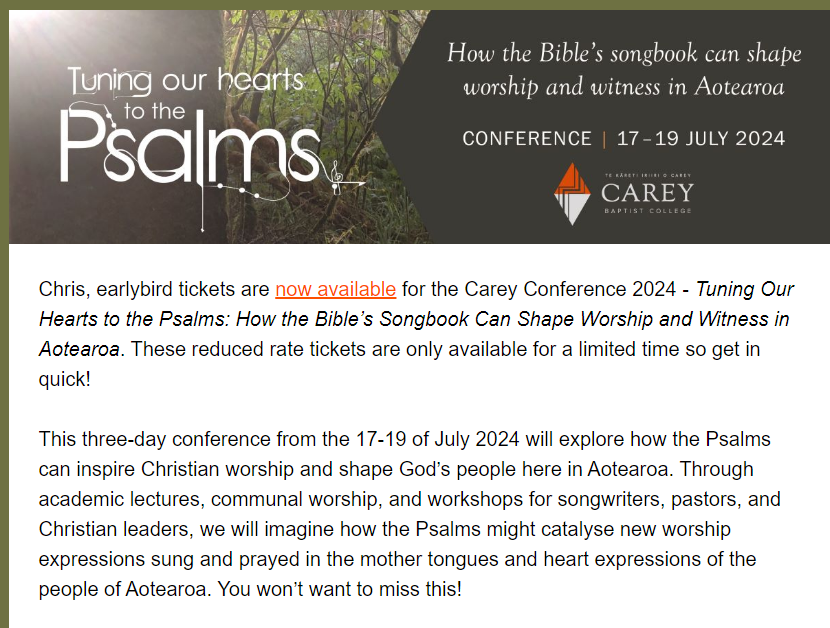 Tuning our hearts
to the
Psalms
How the Bible's songbook can shape
worship and witness in Aotearoa
CONFERENCE | 17–19 JULY 2024
TE KĀRETI IRIIRI O CAREY
CAREY
BAPTIST COLLEGE
Chris, earlybird tickets are now available for the Carey Conference 2024 - Tuning Our
Hearts to the Psalms: How the Bible's Songbook Can Shape Worship and Witness in
Aotearoa. These reduced rate tickets are only available for a limited time so get in
quick!
This three-day conference from the 17-19 of July 2024 will explore how the Psalms
can inspire Christian worship and shape God's people here in Aotearoa. Through
academic lectures, communal worship, and workshops for songwriters, pastors, and
Christian leaders, we will imagine how the Psalms might catalyse new worship
expressions sung and prayed in the mother tongues and heart expressions of the
people of Aotearoa. You won't want to miss this!